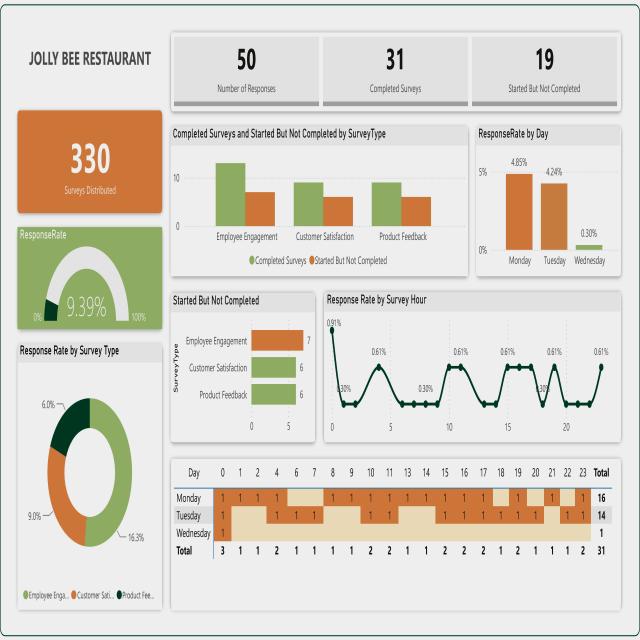 JOLLY BEE RESTAURANT
50
Number of Responses
31
Completed Surveys
19
Started But Not Completed
330
Surveys Distributed
ResponseRate
9.39%
0%
100%
Completed Surveys and Started But Not Completed by SurveyType
10
0
Employee Engagement Customer Satisfaction Product Feedback
Completed Surveys Started But Not Completed
ResponseRate by Day
5%
0%
4.85%
4.24%
0.30%
Monday Tuesday Wednesday
Response Rate by Survey Type
6.0%
9.0%
16.3%
Employee Enga... Customer Sati... Product Fee...
Started But Not Completed
SurveyType
Employee Engagement 7
Customer Satisfaction 6
Product Feedback 6
0 5
Response Rate by Survey Hour
0.91%
0.30%
0.61%
0.30%
0.61%
0.61%
0.30%
0.61%
0.61%
0 5 10 15 20
Day 0 1 2 4 6 7 8 9 10 11 12 13 14 15 16 17 18 19 20 21 22 23 Total
Monday 1 1 1 1 1 1 1 1 1 1 1 1 1 1 1 1 16
Tuesday 1 1 1 1 1 1 1 1 1 1 1 1 1 1 14
Wednesday 1 1
Total 3 1 1 2 1 1 1 1 2 2 1 1 1 2 2 2 1 2 1 1 1 2 31